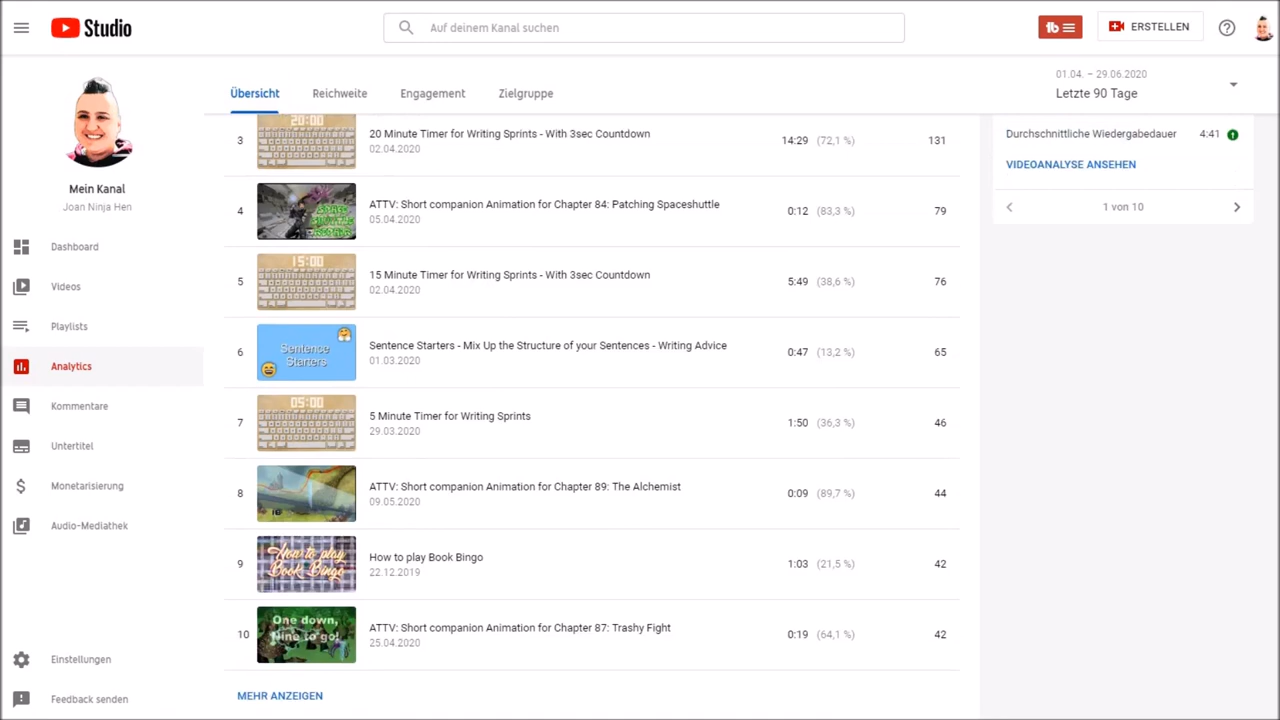 Studio
Auf deinem Kanal suchen
ERSTELLEN
01.04. – 29.06.2020
Letzte 90 Tage
Übersicht
Reichweite
Engagement
Zielgruppe
Mein Kanal
Joan Ninja Hen
Dashboard
Videos
Playlists
Analytics
Kommentare
Untertitel
Monetarisierung
Audio-Mediathek
Einstellungen
Feedback senden
3
20:00
20 Minute Timer for Writing Sprints - With 3sec Countdown
02.04.2020
14:29 (72,1 %) 131
4
ATTV: Short companion Animation for Chapter 84: Patching Spaceshuttle
05.04.2020
0:12 (83,3 %) 79
5
15:00
15 Minute Timer for Writing Sprints - With 3sec Countdown
02.04.2020
5:49 (38,6 %) 76
6
Sentence
Starters
Sentence Starters - Mix Up the Structure of your Sentences - Writing Advice
01.03.2020
0:47 (13,2 %) 65
7
05:00
5 Minute Timer for Writing Sprints
29.03.2020
1:50 (36,3 %) 46
8
ATTV: Short companion Animation for Chapter 89: The Alchemist
09.05.2020
0:09 (89,7 %) 44
9
How to play
Book Bingo
How to play Book Bingo
22.12.2019
1:03 (21,5 %) 42
10
One down,
Nine to go!
ATTV: Short companion Animation for Chapter 87: Trashy Fight
25.04.2020
0:19 (64,1 %) 42
MEHR ANZEIGEN
Durchschnittliche Wiedergabedauer 4:41
VIDEOANALYSE ANSEHEN
1 von 10